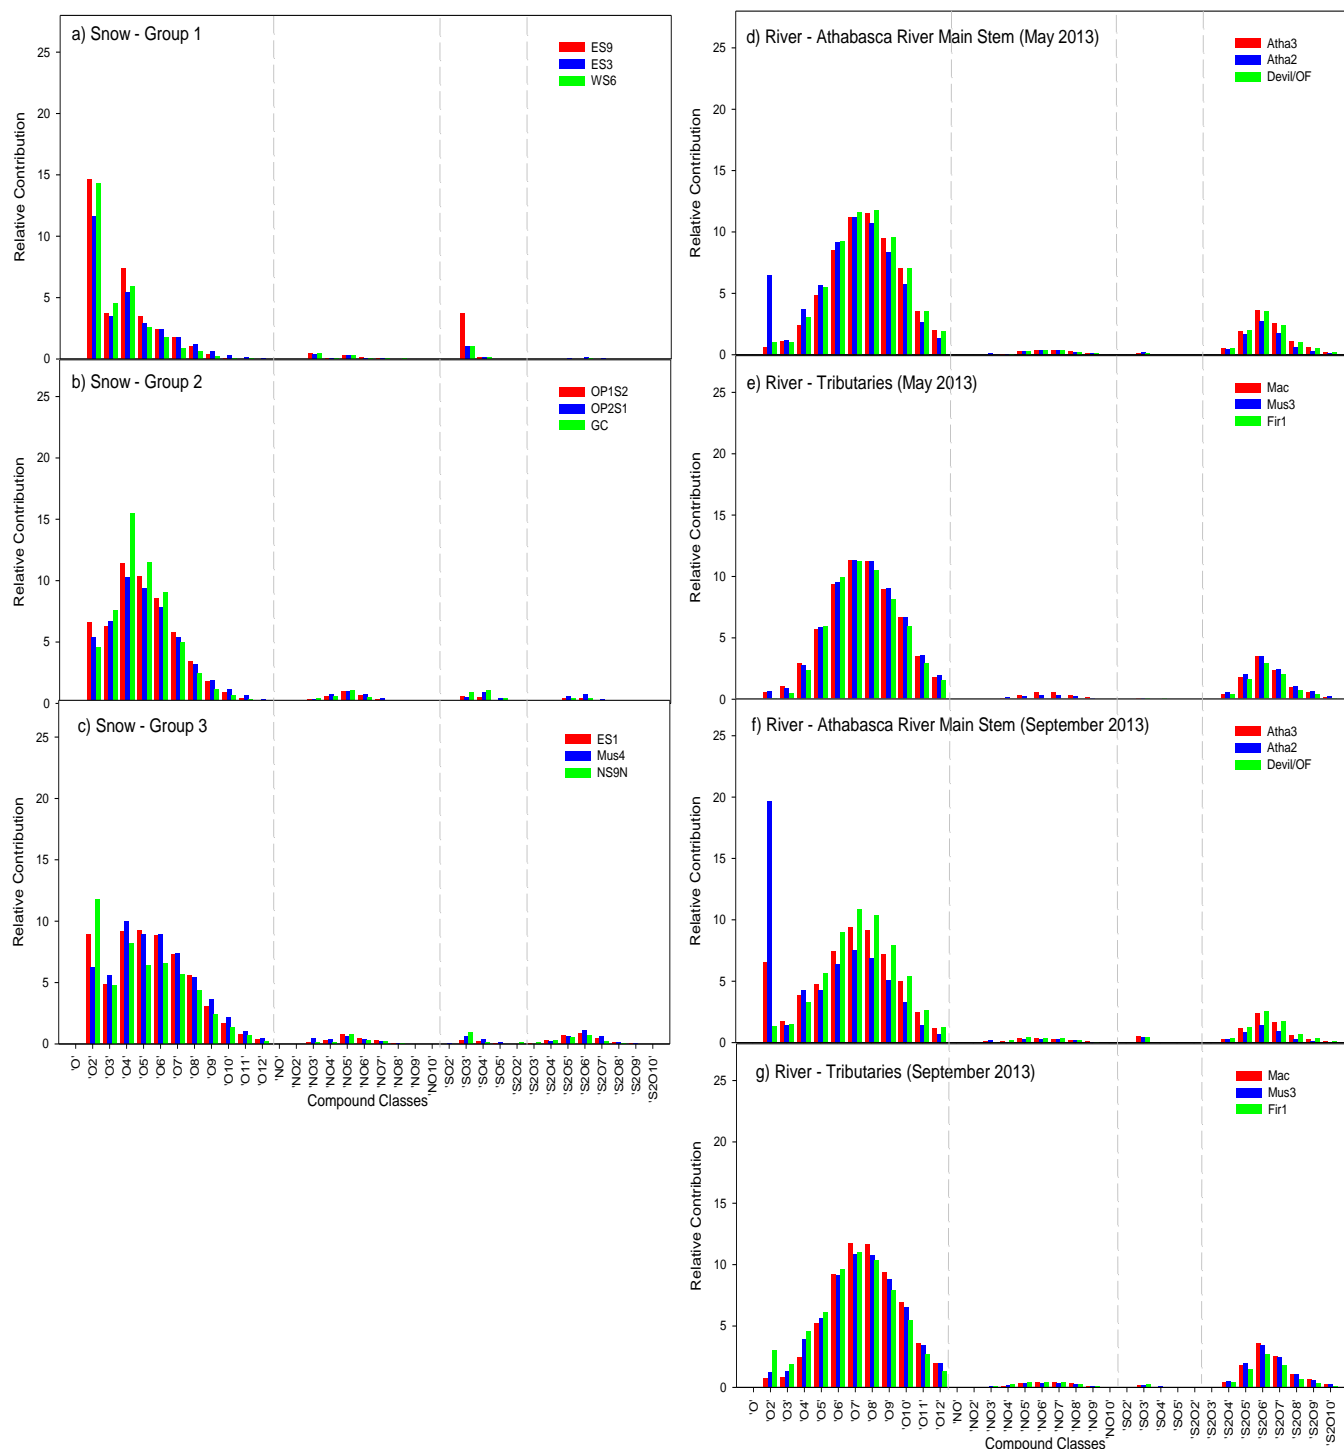 a) Snow - Group 1
ES9
ES3
WS6
Relative Contribution
25
20
15
10
5
0
b) Snow - Group 2
OP1S2
OP2S1
GC
Relative Contribution
25
20
15
10
5
0
c) Snow - Group 3
ES1
Mus4
NS9N
Relative Contribution
25
20
15
10
5
0
'O 'O2' 'O3' 'O4' 'O5' 'O6' 'O7' 'O8' 'O9' 'O10' 'O11' 'O12' 'NO' 'NO2' 'NO3' 'NO4' 'NO5' 'NO6' 'NO7' 'NO8' 'NO9' 'NO10' 'SO2' 'SO3' 'SO4' 'SO5' 'S2O2' 'S2O3' 'S2O4' 'S2O5' 'S2O6' 'S2O7' 'S2O8' 'S2O9' 'S2O10'
Compound Classes
d) River - Athabasca River Main Stem (May 2013)
Atha3
Atha2
Devil/OF
Relative Contribution
25
20
15
10
5
0
e) River - Tributaries (May 2013)
Mac
Mus3
Fir1
Relative Contribution
25
20
15
10
5
0
f) River - Athabasca River Main Stem (September 2013)
Atha3
Atha2
Devil/OF
Relative Contribution
25
20
15
10
5
0
g) River - Tributaries (September 2013)
Mac
Mus3
Fir1
Relative Contribution
25
20
15
10
5
0
'O' 'O2' 'O3' 'O4' 'O5' 'O6' 'O7' 'O8' 'O9' 'O10' 'O11' 'O12' 'NO' 'NO2' 'NO3' 'NO4' 'NO5' 'NO6' 'NO7' 'NO8' 'NO9' 'NO10' 'SO2' 'SO3' 'SO4' 'SO5' 'S2O2' 'S2O3' 'S2O4' 'S2O5' 'S2O6' 'S2O7' 'S2O8' 'S2O9' 'S2O10'
Compound Classes